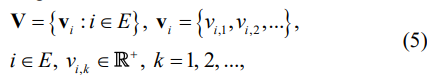 V = {v_i : i ∈ E}, v_i = {v_{i,1}, v_{i,2}, ...},
i ∈ E, v_{i,k} ∈ ℝ⁺, k = 1, 2, ..., (5)